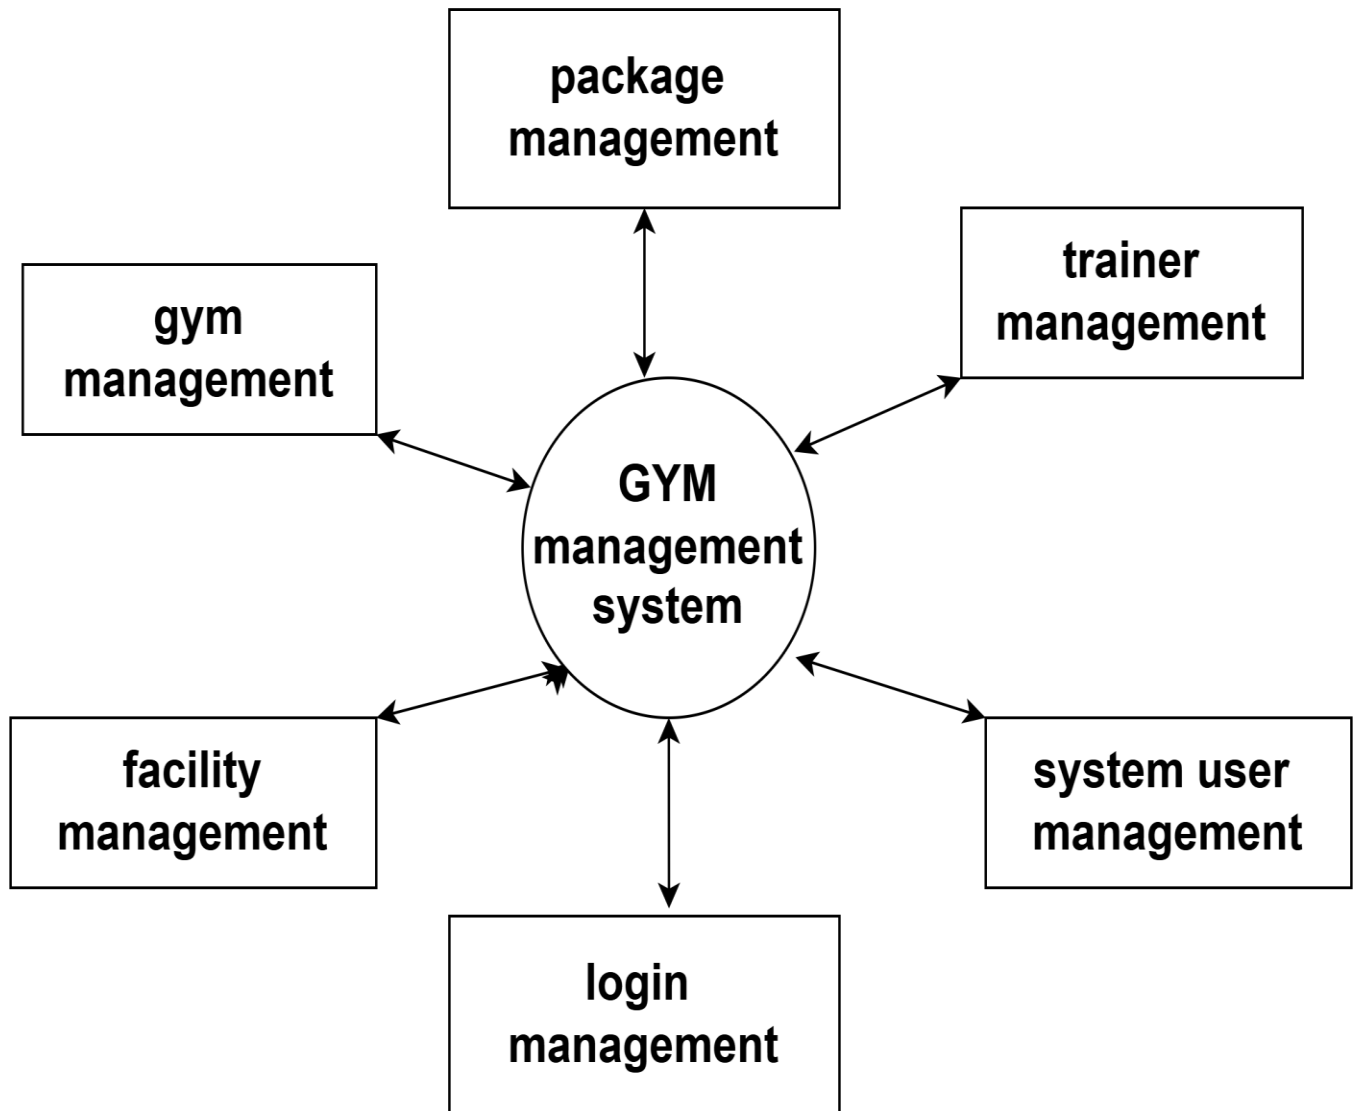 package
management
trainer
management
gym
management
GYM
management
system
facility
management
system user
management
login
management